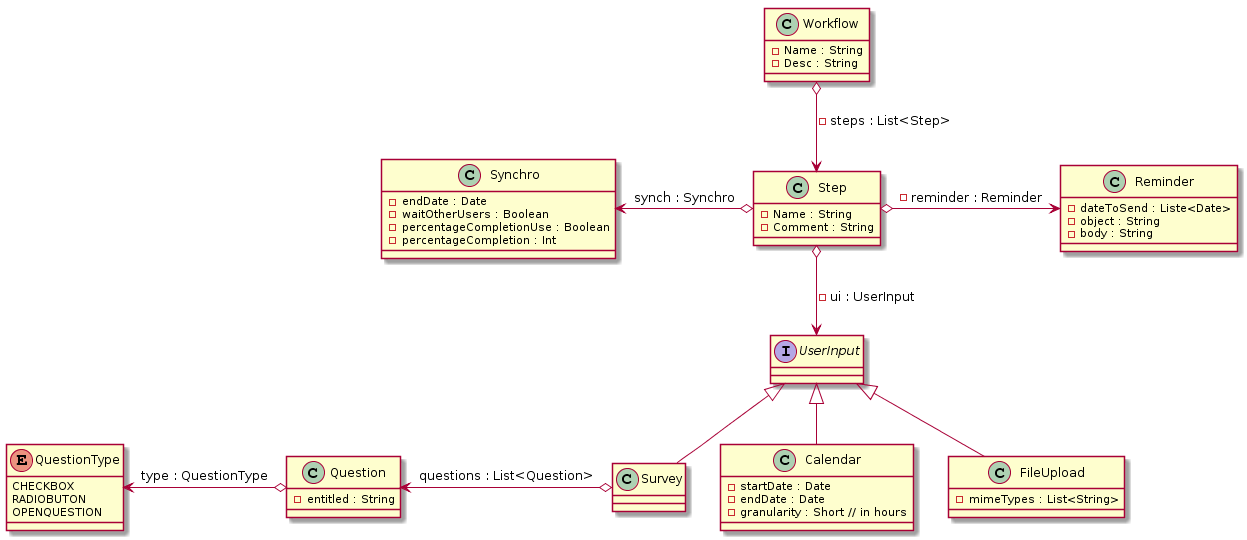 C Workflow
Name : String
Desc : String
steps : List<Step>
C Synchro
endDate : Date
waitOtherUsers : Boolean
percentageCompletionUse : Boolean
percentageCompletion : Int
synch : Synchro
C Step
Name : String
Comment : String
reminder : Reminder
C Reminder
dateToSend : Liste<Date>
object : String
body : String
ui : UserInput
I UserInput
E QuestionType
CHECKBOX
RADIOBUTON
OPENQUESTION
type : QuestionType
C Question
entitled : String
questions : List<Question>
C Survey
C Calendar
startDate : Date
endDate : Date
granularity : Short // in hours
C FileUpload
mimeTypes : List<String>